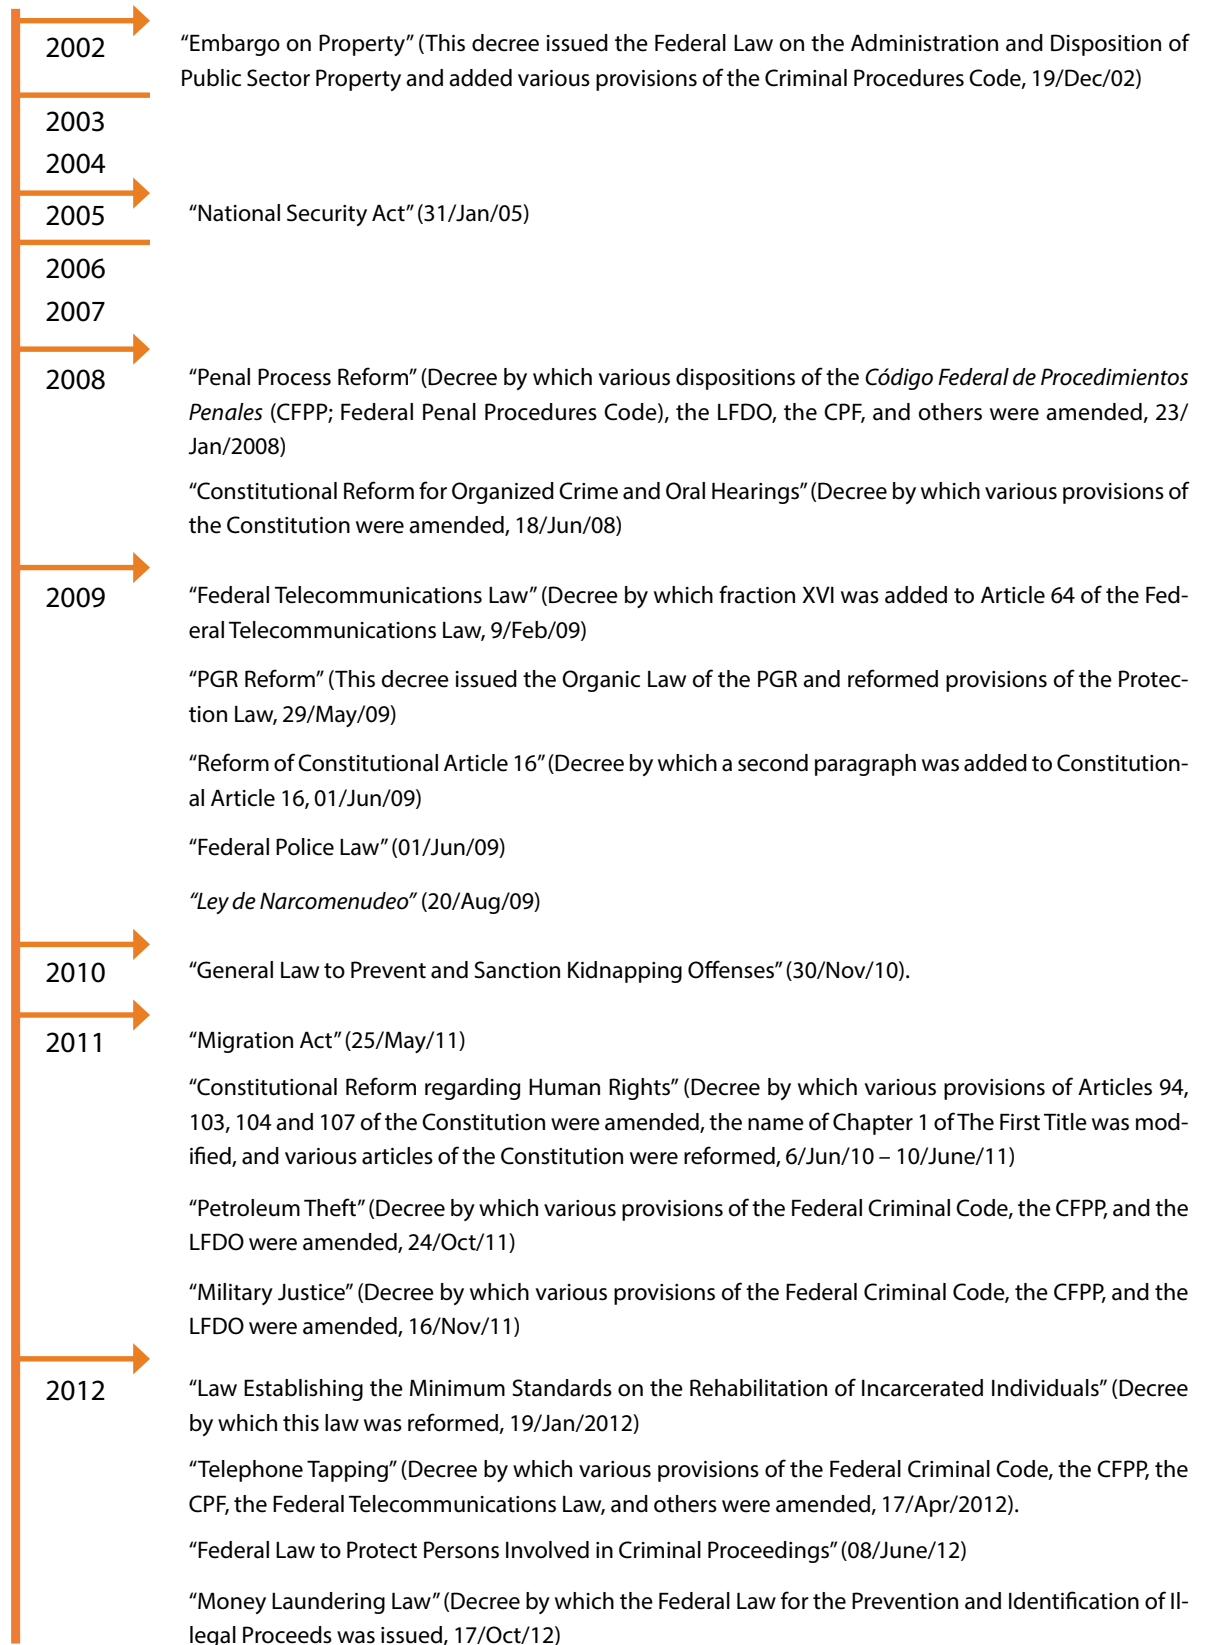 2002
“Embargo on Property” (This decree issued the Federal Law on the Administration and Disposition of
Public Sector Property and added various provisions of the Criminal Procedures Code, 19/Dec/02)
2003
2004
2005
“National Security Act” (31/Jan/05)
2006
2007
2008
“Penal Process Reform” (Decree by which various dispositions of the Código Federal de Procedimientos
Penales (CFPP; Federal Penal Procedures Code), the LFDO, the CPF, and others were amended, 23/
Jan/2008)
“Constitutional Reform for Organized Crime and Oral Hearings” (Decree by which various provisions of
the Constitution were amended, 18/Jun/08)
2009
“Federal Telecommunications Law” (Decree by which fraction XVI was added to Article 64 of the Fed-
eral Telecommunications Law, 9/Feb/09)
“PGR Reform” (This decree issued the Organic Law of the PGR and reformed provisions of the Protec-
tion Law, 29/May/09)
“Reform of Constitutional Article 16” (Decree by which a second paragraph was added to Constitution-
al Article 16, 01/Jun/09)
“Federal Police Law” (01/Jun/09)
“Ley de Narcomenudeo” (20/Aug/09)
2010
“General Law to Prevent and Sanction Kidnapping Offenses” (30/Nov/10).
2011
“Migration Act” (25/May/11)
“Constitutional Reform regarding Human Rights” (Decree by which various provisions of Articles 94,
103, 104 and 107 of the Constitution were amended, the name of Chapter 1 of The First Title was mod-
ified, and various articles of the Constitution were reformed, 6/Jun/10 – 10/June/11)
“Petroleum Theft” (Decree by which various provisions of the Federal Criminal Code, the CFPP, and the
LFDO were amended, 24/Oct/11)
“Military Justice” (Decree by which various provisions of the Federal Criminal Code, the CFPP, and the
LFDO were amended, 16/Nov/11)
2012
“Law Establishing the Minimum Standards on the Rehabilitation of Incarcerated Individuals” (Decree
by which this law was reformed, 19/Jan/2012)
“Telephone Tapping” (Decree by which various provisions of the Federal Criminal Code, the CFPP, the
CPF, the Federal Telecommunications Law, and others were amended, 17/Apr/2012).
“Federal Law to Protect Persons Involved in Criminal Proceedings” (08/June/12)
“Money Laundering Law” (Decree by which the Federal Law for the Prevention and Identification of Il-
legal Proceeds was issued, 17/Oct/12)